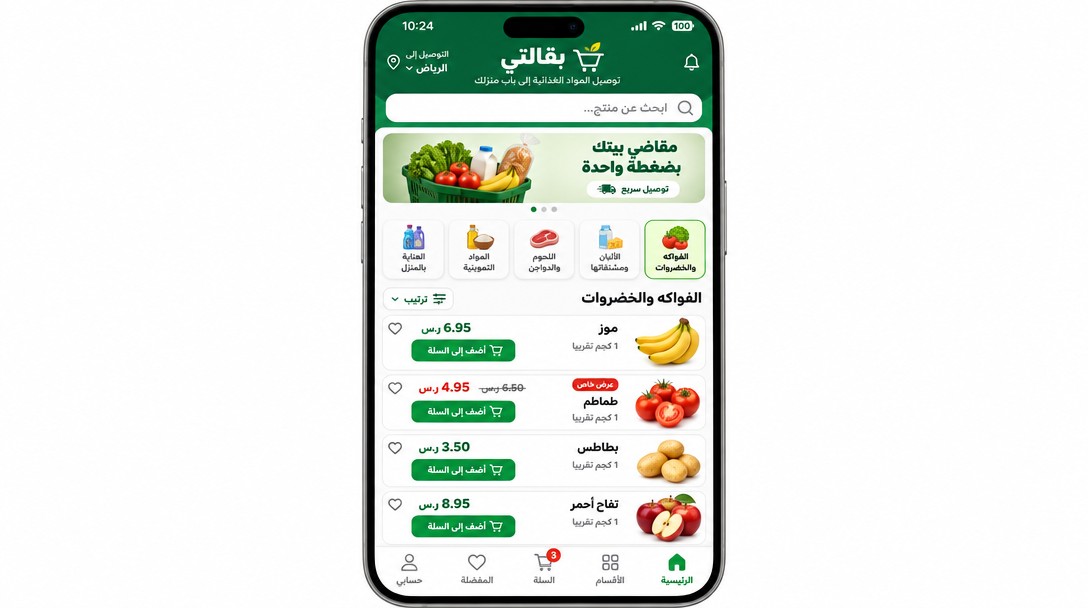 10:24
100
التوصيل إلى
الرياض
بقالتي
توصيل المواد الغذائية إلى باب منزلك
ابحث عن منتج...
مقاضي بيتك
بضغطة واحدة
توصيل سريع
الفواكه
والخضروات
الألبان
ومشتقاتها
اللحوم
والدواجن
المواد
التموينية
العناية
بالمنزل
الفواكه والخضروات
ترتيب
موز
1 كجم تقريبا
6.95 ر.س
أضف إلى السلة
عرض خاص
طماطم
1 كجم تقريبا
6.50 ر.س
4.95 ر.س
أضف إلى السلة
بطاطس
1 كجم تقريبا
3.50 ر.س
أضف إلى السلة
تفاح أحمر
1 كجم تقريبا
8.95 ر.س
أضف إلى السلة
الرئيسية
الأقسام
3
السلة
المفضلة
حسابي